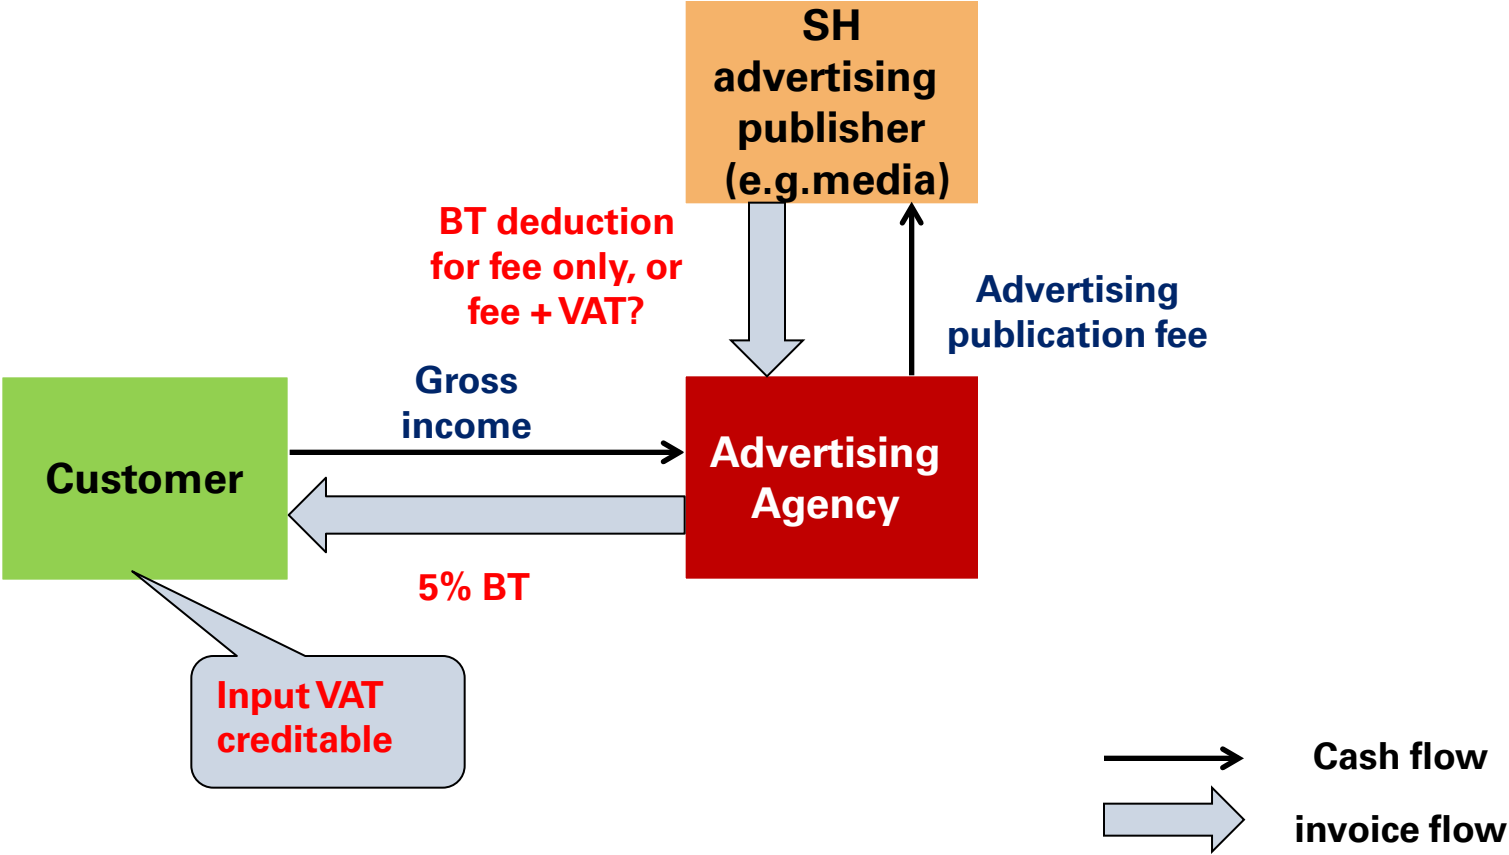 SH
advertising
publisher
(e.g.media)
BT deduction
for fee only, or
fee + VAT?
Advertising
publication fee
Gross
income
Customer
Advertising
Agency
5% BT
Input VAT
creditable
Cash flow
invoice flow